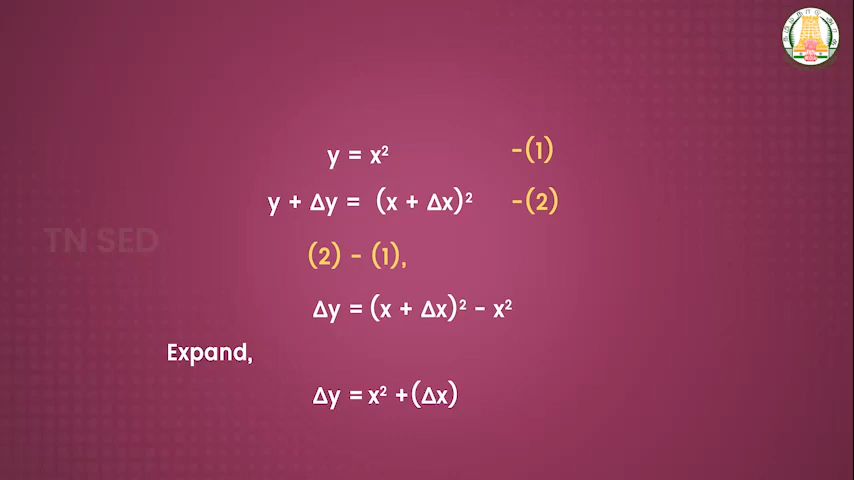 y = x² -(1)
y + Δy = (x + Δx)² -(2)
TN SED
(2) - (1),
Δy = (x + Δx)² - x²
Expand,
Δy = x² + (Δx)